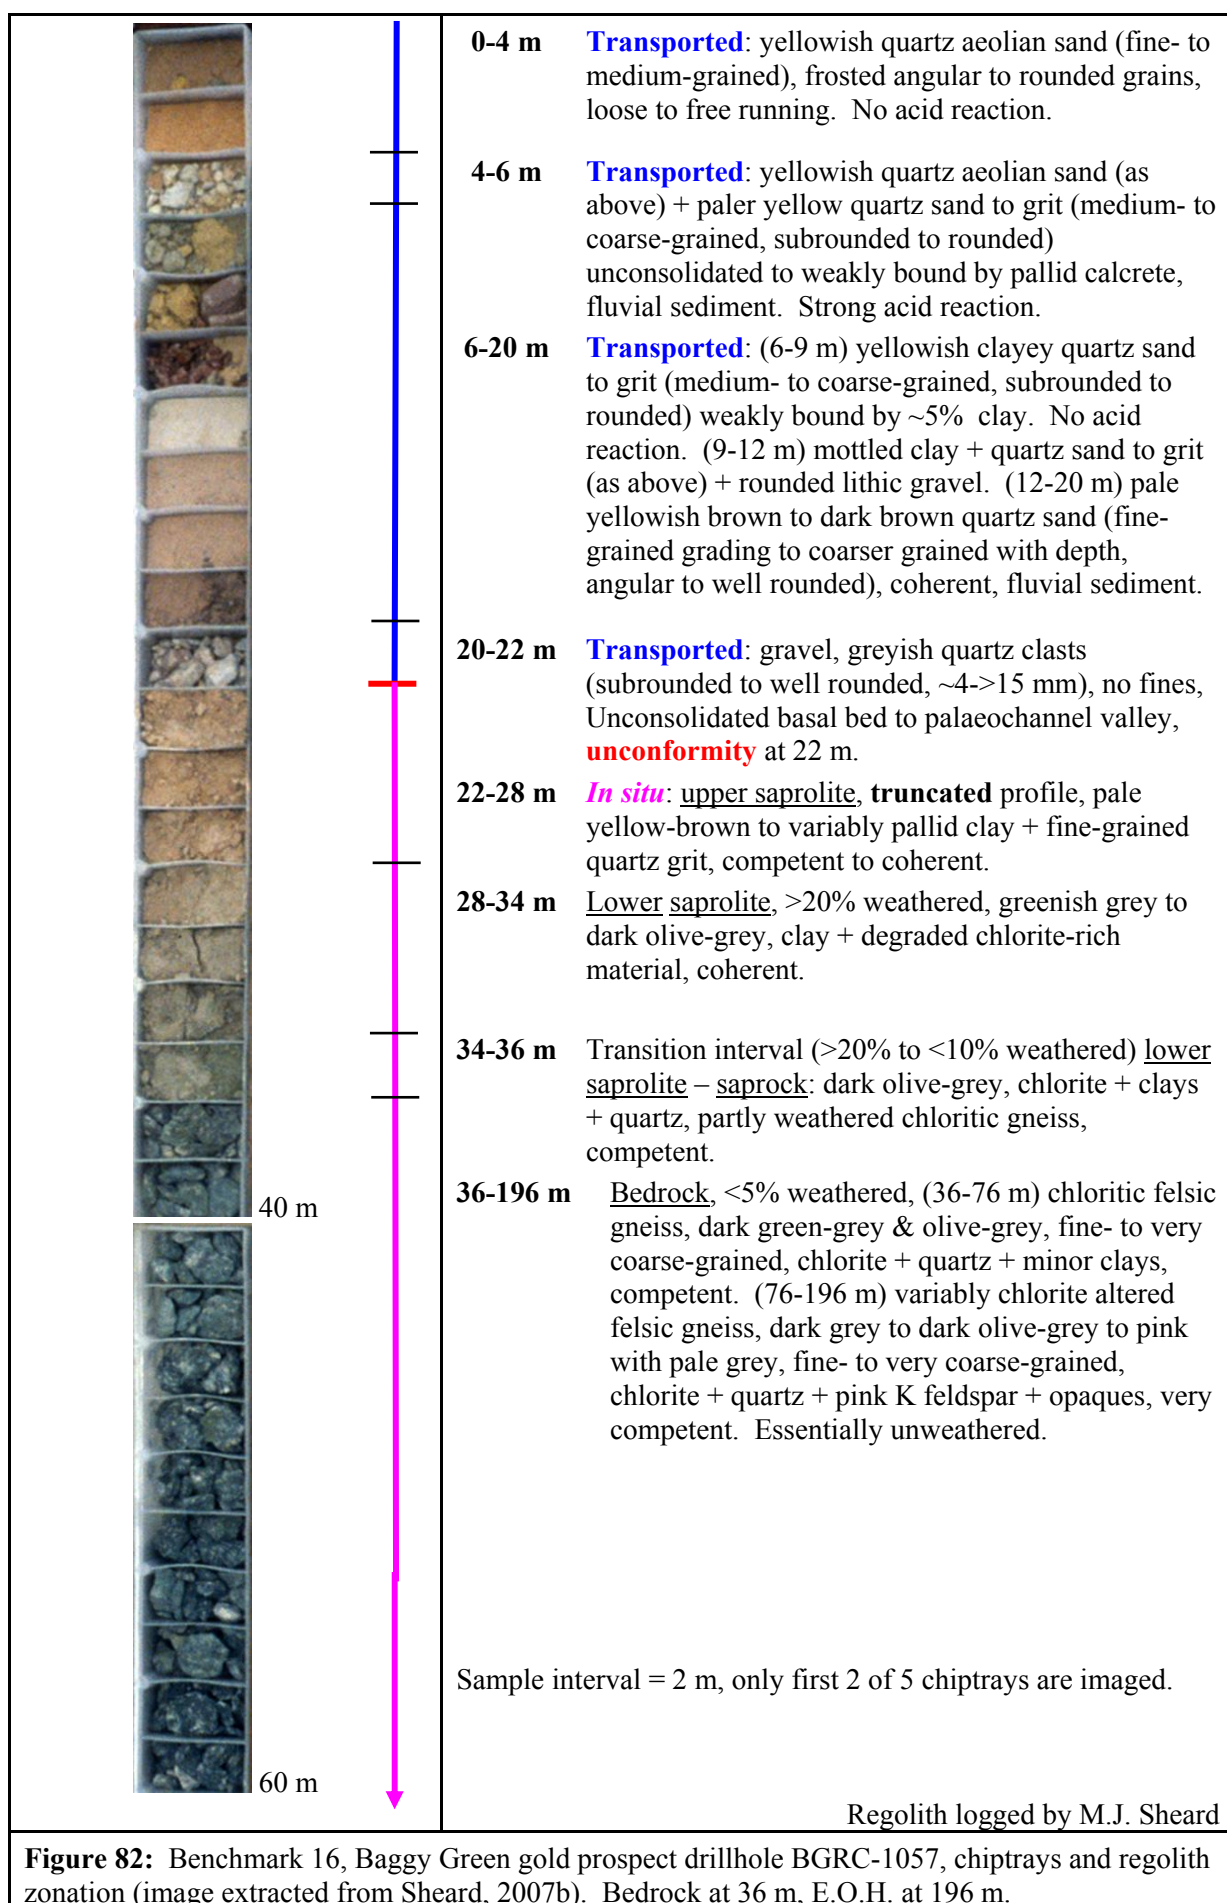 0-4 m Transported: yellowish quartz aeolian sand (fine- to
medium-grained), frosted angular to rounded grains,
loose to free running. No acid reaction.
4-6 m Transported: yellowish quartz aeolian sand (as
above) + paler yellow quartz sand to grit (medium- to
coarse-grained, subrounded to rounded)
unconsolidated to weakly bound by pallid calcrete,
fluvial sediment. Strong acid reaction.
6-20 m Transported: (6-9 m) yellowish clayey quartz sand
to grit (medium- to coarse-grained, subrounded to
rounded) weakly bound by ~5% clay. No acid
reaction. (9-12 m) mottled clay + quartz sand to grit
(as above) + rounded lithic gravel. (12-20 m) pale
yellowish brown to dark brown quartz sand (fine-
grained grading to coarser grained with depth,
angular to well rounded), coherent, fluvial sediment.
20-22 m Transported: gravel, greyish quartz clasts
(subrounded to well rounded, ~4->15 mm), no fines,
Unconsolidated basal bed to palaeochannel valley,
unconformity at 22 m.
22-28 m In situ: upper saprolite, truncated profile, pale
yellow-brown to variably pallid clay + fine-grained
quartz grit, competent to coherent.
28-34 m Lower saprolite, >20% weathered, greenish grey to
dark olive-grey, clay + degraded chlorite-rich
material, coherent.
34-36 m Transition interval (>20% to <10% weathered) lower
saprolite – saprock: dark olive-grey, chlorite + clays
+ quartz, partly weathered chloritic gneiss,
competent.
36-196 m Bedrock, <5% weathered, (36-76 m) chloritic felsic
gneiss, dark green-grey & olive-grey, fine- to very
coarse-grained, chlorite + quartz + minor clays,
competent. (76-196 m) variably chlorite altered
felsic gneiss, dark grey to dark olive-grey to pink
with pale grey, fine- to very coarse-grained,
chlorite + quartz + pink K feldspar + opaques, very
competent. Essentially unweathered.
40 m
Sample interval = 2 m, only first 2 of 5 chiptrays are imaged.
60 m
Regolith logged by M.J. Sheard
Figure 82: Benchmark 16, Baggy Green gold prospect drillhole BGRC-1057, chiptrays and regolith
zonation (image extracted from Sheard, 2007b). Bedrock at 36 m, E.O.H. at 196 m.